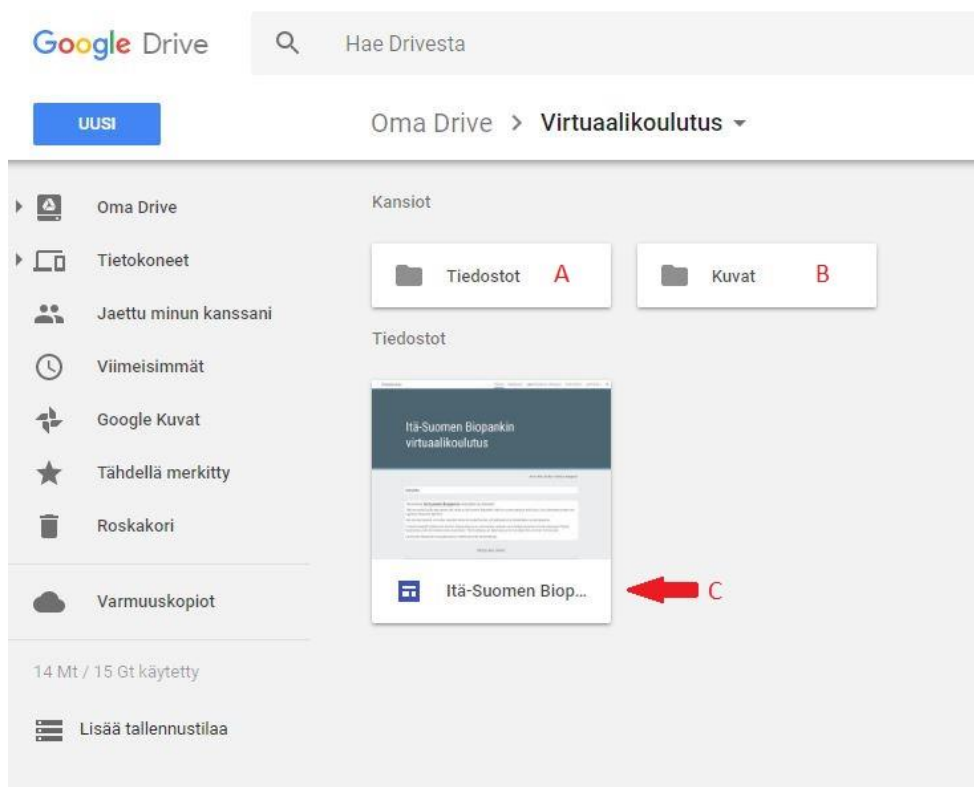 Google Drive
Hae Drivesta
UUSI
Oma Drive > Virtuaalikoulutus
Oma Drive
Tietokoneet
Jaettu minun kanssani
Viimeisimmät
Google Kuvat
Tähdellä merkitty
Roskakori
Varmuuskopiot
14 Mt / 15 Gt käytetty
Lisää tallennustilaa
Kansiot
Tiedostot A
Kuvat B
Tiedostot
Itä-Suomen Biopankin
virtuaalikoulutus
Itä-Suomen Biop...
C